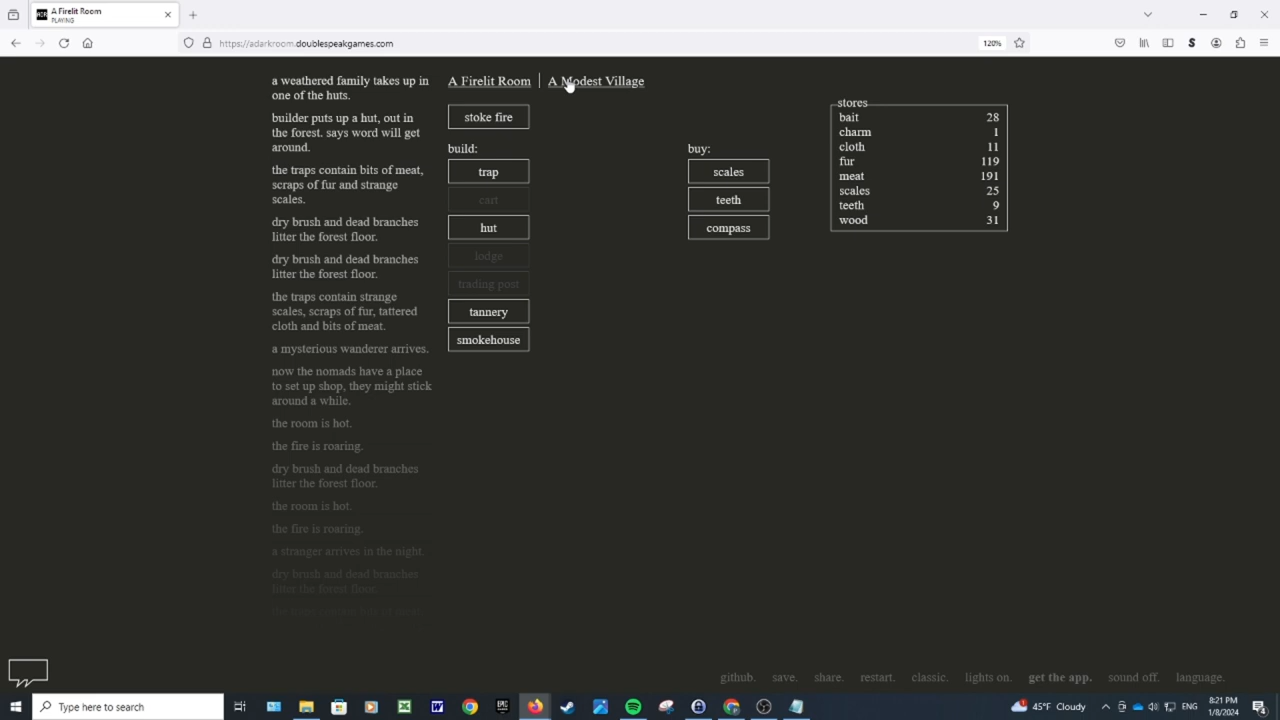 A Firelit Room
PLAYING
https://adarkroom.doublespeakgames.com
120%
a weathered family takes up in
one of the huts.
builder puts up a hut, out in
the forest. says word will get
around.
the traps contain bits of meat,
scraps of fur and strange
scales.
dry brush and dead branches
litter the forest floor.
dry brush and dead branches
litter the forest floor.
the traps contain strange
scales, scraps of fur, tattered
cloth and bits of meat.
a mysterious wanderer arrives.
now the nomads have a place
to set up shop, they might stick
around a while.
the room is hot.
the fire is roaring.
dry brush and dead branches
litter the forest floor.
the room is hot.
the fire is roaring.
a stranger arrives in the night.
dry brush and dead branches
litter the forest floor.
the traps contain bits of meat
A Firelit Room | A Modest Village
stoke fire
build:
trap
cart
hut
lodge
trading post
tannery
smokehouse
buy:
scales
teeth
compass
stores
bait 28
charm 1
cloth 11
fur 119
meat 191
scales 25
teeth 9
wood 31
github. save. share. restart. classic. lights on. get the app. sound off. language.
Type here to search
45°F Cloudy
ENG
8:21 PM
1/8/2024